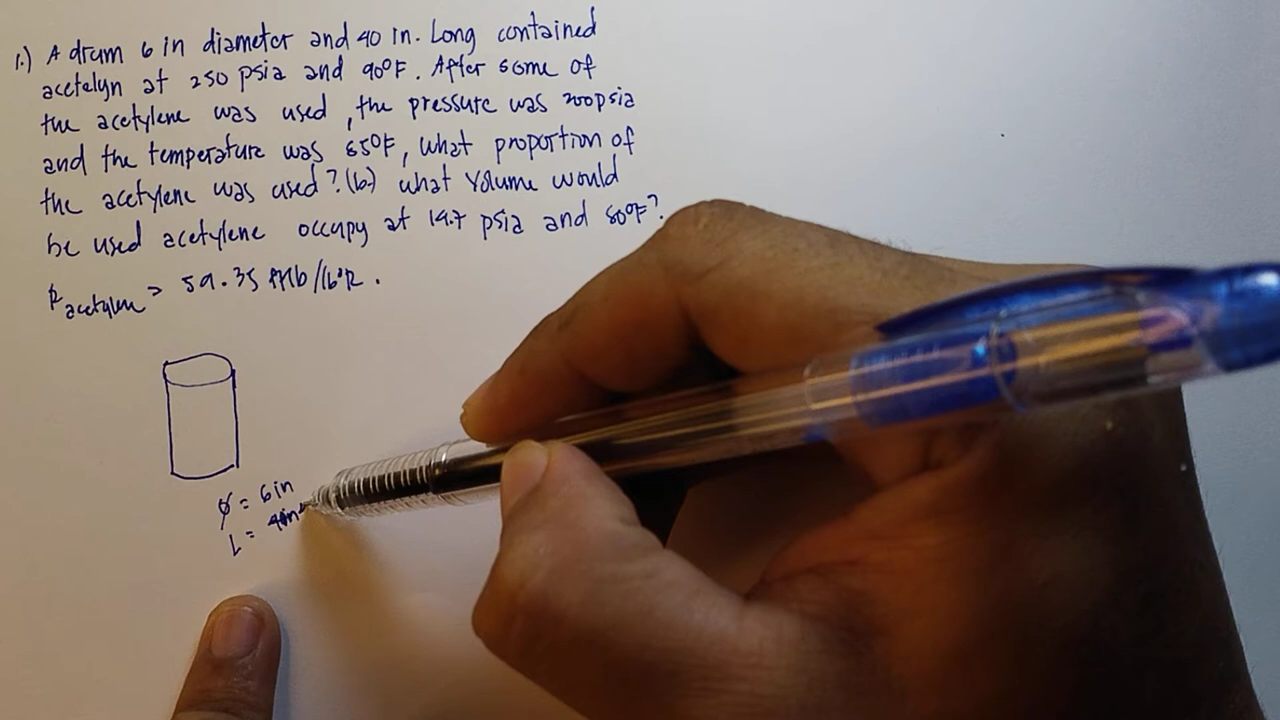 1.) A drum 6 in diameter and 40 in. Long contained
acetelyn at 250 psia and 90°F. After some of
the acetylene was used, the pressure was 200psia
and the temperature was 85°F, what proportion of
the acetylene was used? (b.) what volume would
be used acetylene occupy at 14.7 psia and 80°F?
Racetylen = 59.35 ftlb/lb°R.
ϕ = 6in
L = 40in